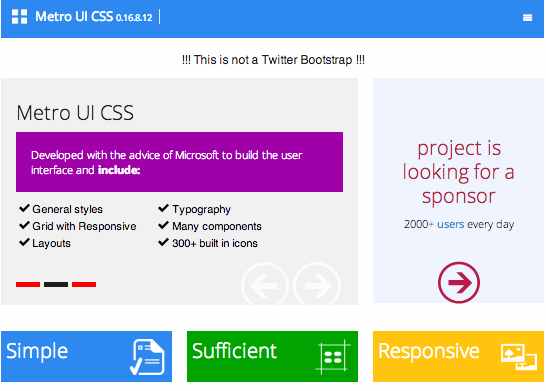 Metro UI CSS 0.16.8.12
!!! This is not a Twitter Bootstrap !!!
Metro UI CSS
Developed with the advice of Microsoft to build the user
interface and include:
General styles
Grid with Responsive
Layouts
Typography
Many components
300+ built in icons
project is
looking for a
sponsor
2000+ users every day
Simple
Sufficient
Responsive